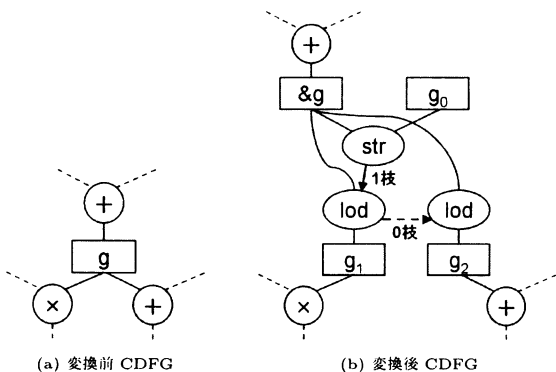 +
&g
g₀
str
1枝
lod
lod
0枝
g₁
g₂
×
+
+
g
×
+
(a) 変換前 CDFG
(b) 変換後 CDFG